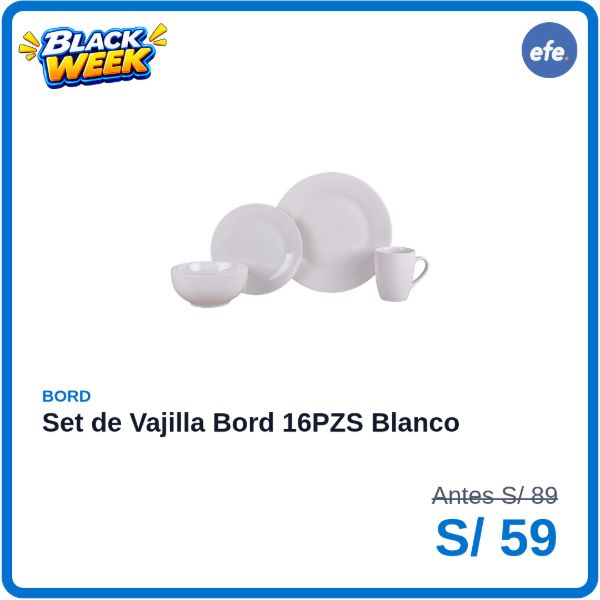 BLACK
WEEK
efe.
BORD
Set de Vajilla Bord 16PZS Blanco
Antes S/ 89
S/ 59